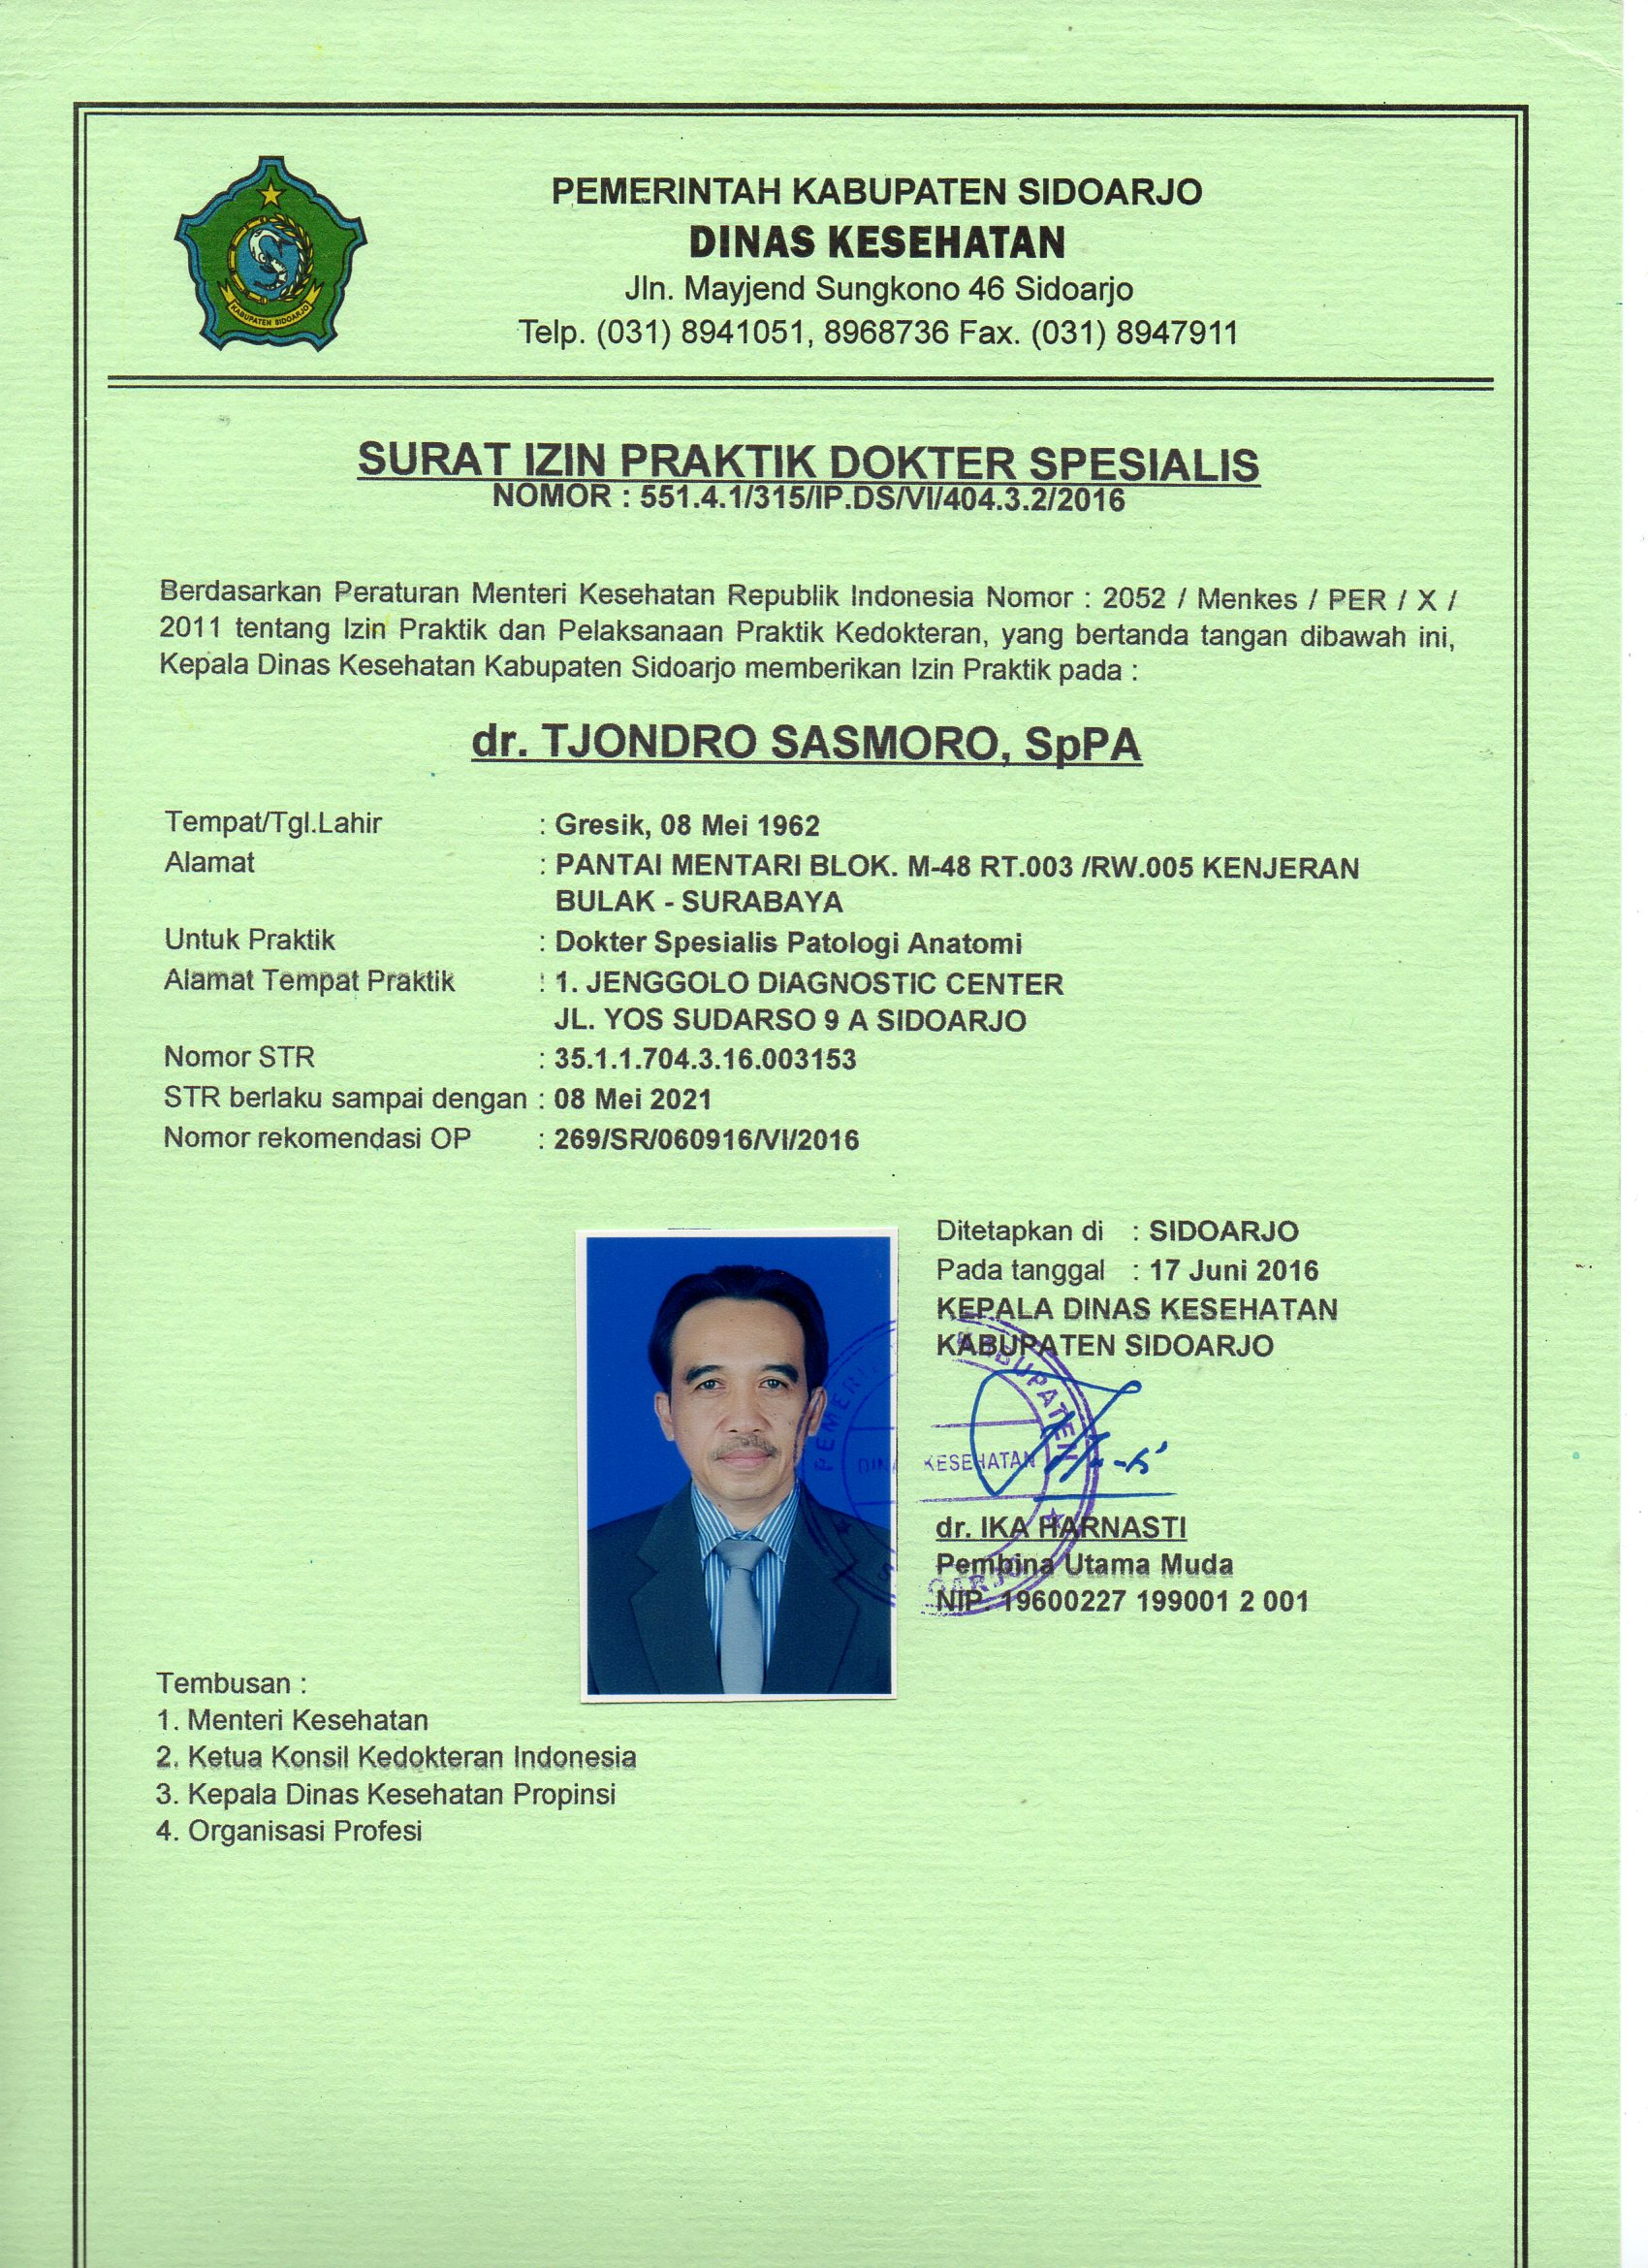 PEMERINTAH KABUPATEN SIDOARJO
DINAS KESEHATAN
Jln. Mayjend Sungkono 46 Sidoarjo
Telp. (031) 8941051, 8968736 Fax. (031) 8947911
KABUPATEN SIDOARJO
SURAT IZIN PRAKTIK DOKTER SPESIALIS
NOMOR : 551.4.1/315/IP.DS/VI/404.3.2/2016
Berdasarkan Peraturan Menteri Kesehatan Republik Indonesia Nomor : 2052 / Menkes / PER / X /
2011 tentang Izin Praktik dan Pelaksanaan Praktik Kedokteran, yang bertanda tangan dibawah ini,
Kepala Dinas Kesehatan Kabupaten Sidoarjo memberikan Izin Praktik pada :
dr. TJONDRO SASMORO, SpPA
Tempat/Tgl.Lahir : Gresik, 08 Mei 1962
Alamat : PANTAI MENTARI BLOK. M-48 RT.003 /RW.005 KENJERAN
BULAK - SURABAYA
Untuk Praktik : Dokter Spesialis Patologi Anatomi
Alamat Tempat Praktik : 1. JENGGOLO DIAGNOSTIC CENTER
JL. YOS SUDARSO 9 A SIDOARJO
Nomor STR : 35.1.1.704.3.16.003153
STR berlaku sampai dengan : 08 Mei 2021
Nomor rekomendasi OP : 269/SR/060916/VI/2016
Ditetapkan di : SIDOARJO
Pada tanggal : 17 Juni 2016
KEPALA DINAS KESEHATAN
KABUPATEN SIDOARJO
KABUPATEN
KESEHATAN
dr. IKA HARNASTI
Pembina Utama Muda
NIP. 19600227 199001 2 001
Tembusan :
1. Menteri Kesehatan
2. Ketua Konsil Kedokteran Indonesia
3. Kepala Dinas Kesehatan Propinsi
4. Organisasi Profesi